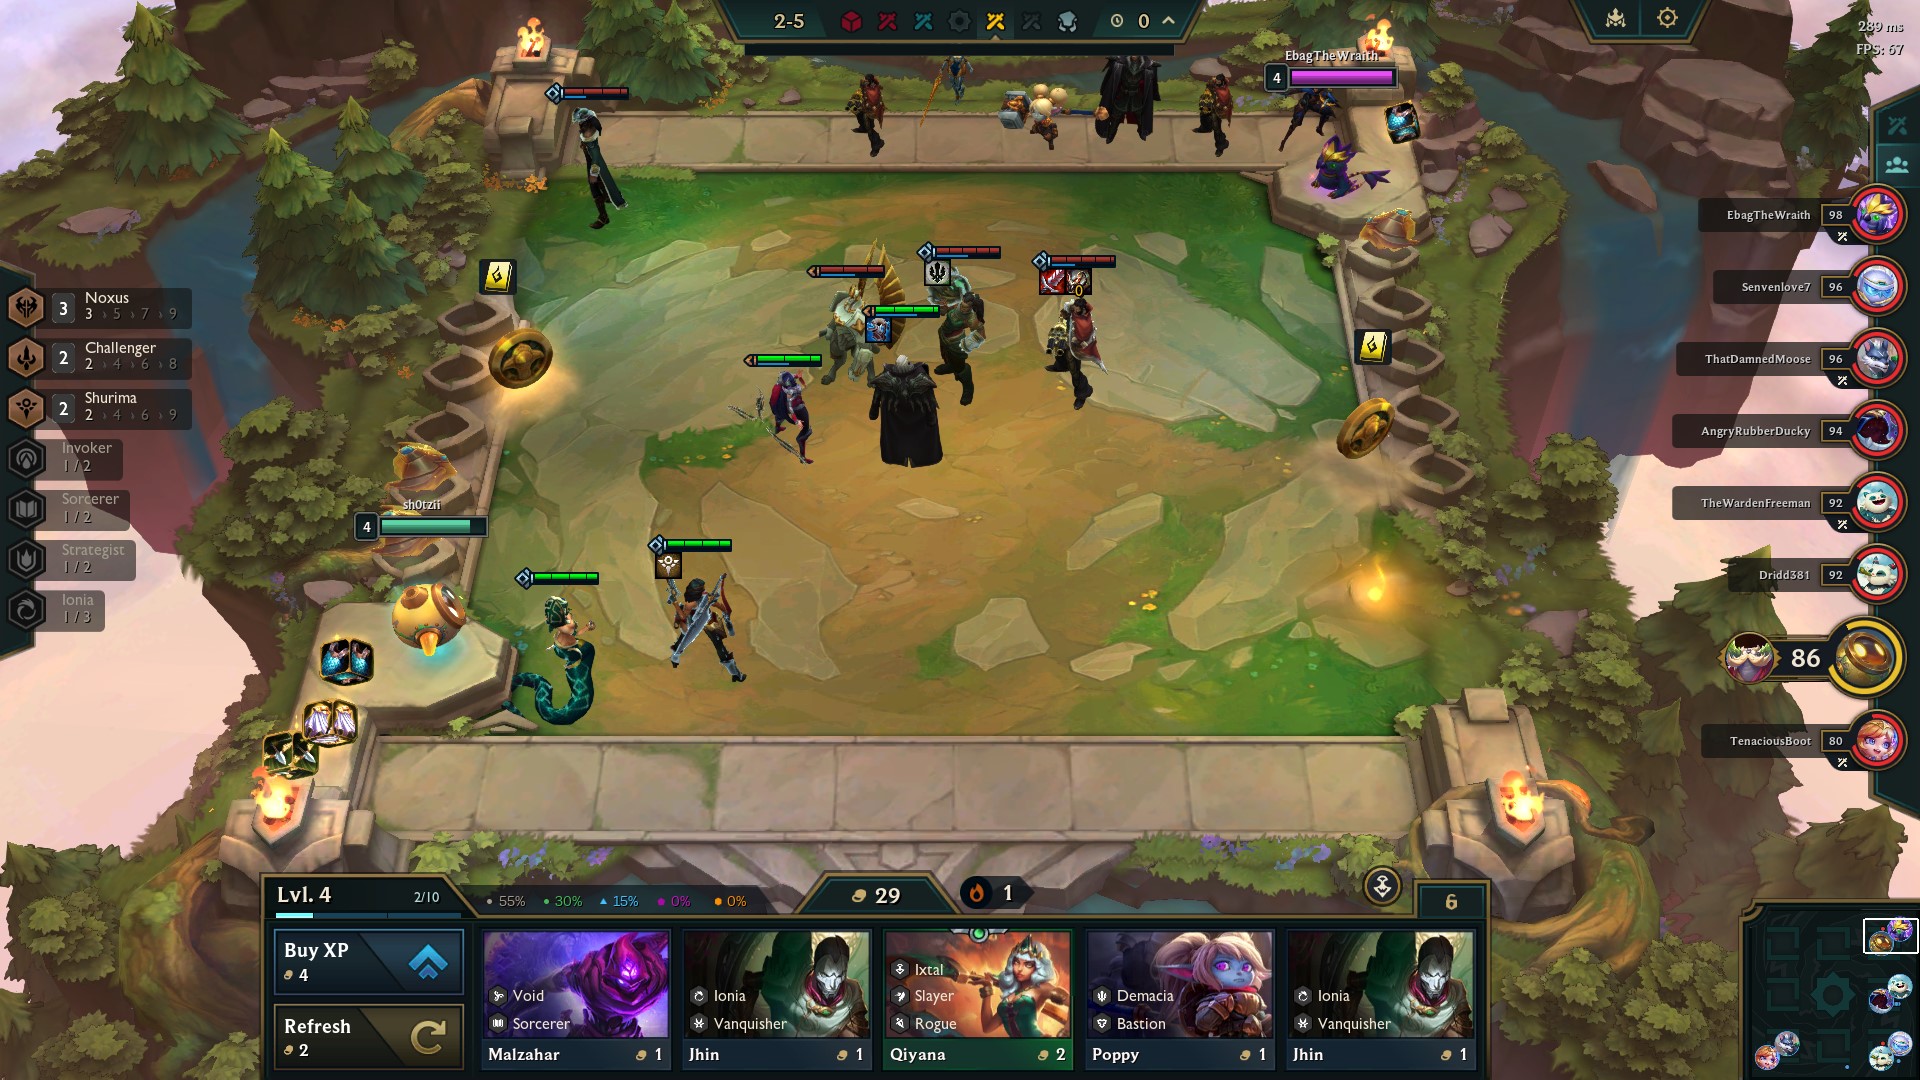 2-5
0
289 ms
FPS: 67
EbagTheWraith
4
EbagTheWraith 98
Senvenlove7 96
ThatDamnedMoose 96
AngryRubberDucky 94
TheWardenFreeman 92
Dridd381 92
86
TenaciousBoot 80
3 Noxus
3 › 5 › 7 › 9
2 Challenger
2 › 4 › 6 › 8
2 Shurima
2 › 4 › 6 › 9
Invoker
1 / 2
Sorcerer
1 / 2
Strategist
1 / 2
Ionia
1 / 3
0
sh0tzii
4
Lvl. 4
2/10
55% 30% 15% 0% 0%
29
1
6
Buy XP
4
Refresh
2
Void
Sorcerer
Malzahar 1
Ionia
Vanquisher
Jhin 1
Ixtal
Slayer
Rogue
Qiyana 2
Demacia
Bastion
Poppy 1
Ionia
Vanquisher
Jhin 1